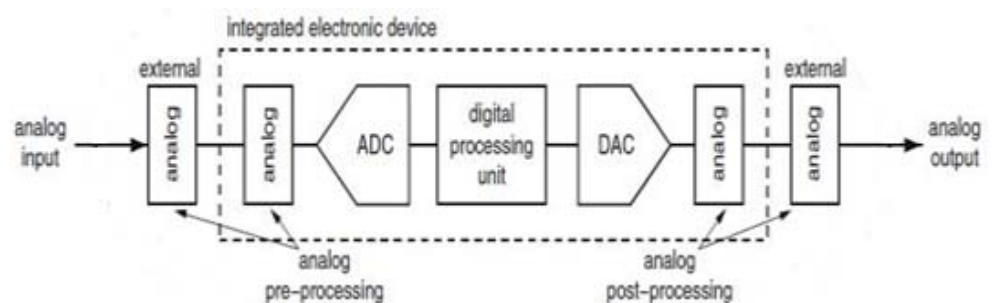 integrated electronic device
external
external
analog
input
analog
analog
ADC
digital
processing
unit
DAC
analog
analog
analog
output
analog
pre-processing
analog
post-processing